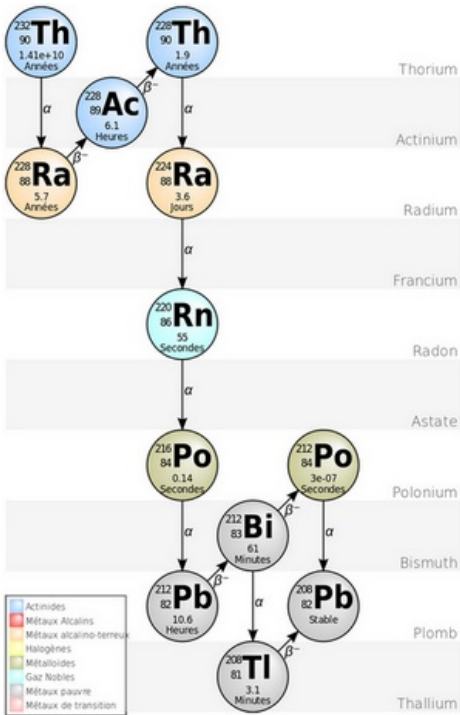 232
90
Th
1.41e+10
Années
228
90
Th
1.9
Années
Thorium
α
β⁻
228
89
Ac
6.1
Heures
α
Actinium
β⁻
228
88
Ra
5.7
Années
224
88
Ra
3.6
Jours
Radium
α
Francium
220
86
Rn
55
Secondes
Radon
α
Astate
216
84
Po
0.14
Secondes
212
84
Po
3e-07
Secondes
Polonium
β⁻
α
212
83
Bi
61
Minutes
α
Bismuth
β⁻
212
82
Pb
10.6
Heures
α
208
82
Pb
Stable
Plomb
β⁻
208
81
Tl
3.1
Minutes
Thallium
Actinides
Métaux Alcalins
Métaux alcalino-terreux
Halogènes
Métalloïdes
Gaz Nobles
Métaux pauvre
Métaux de transition